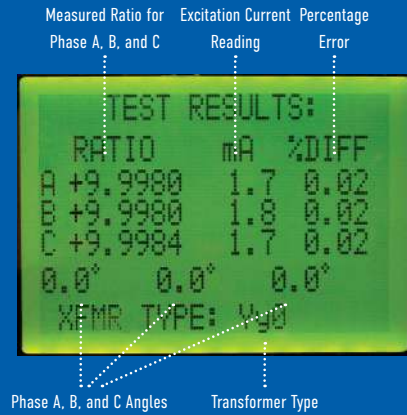 Measured Ratio for Phase A, B, and C
Excitation Current Reading
Percentage Error
TEST RESULTS:
RATIO mA %DIFF
A +9.9980 1.7 0.02
B +9.9980 1.8 0.02
C +9.9984 1.7 0.02
0.0° 0.0° 0.0°
XFMR TYPE: Yg0
Phase A, B, and C Angles
Transformer Type